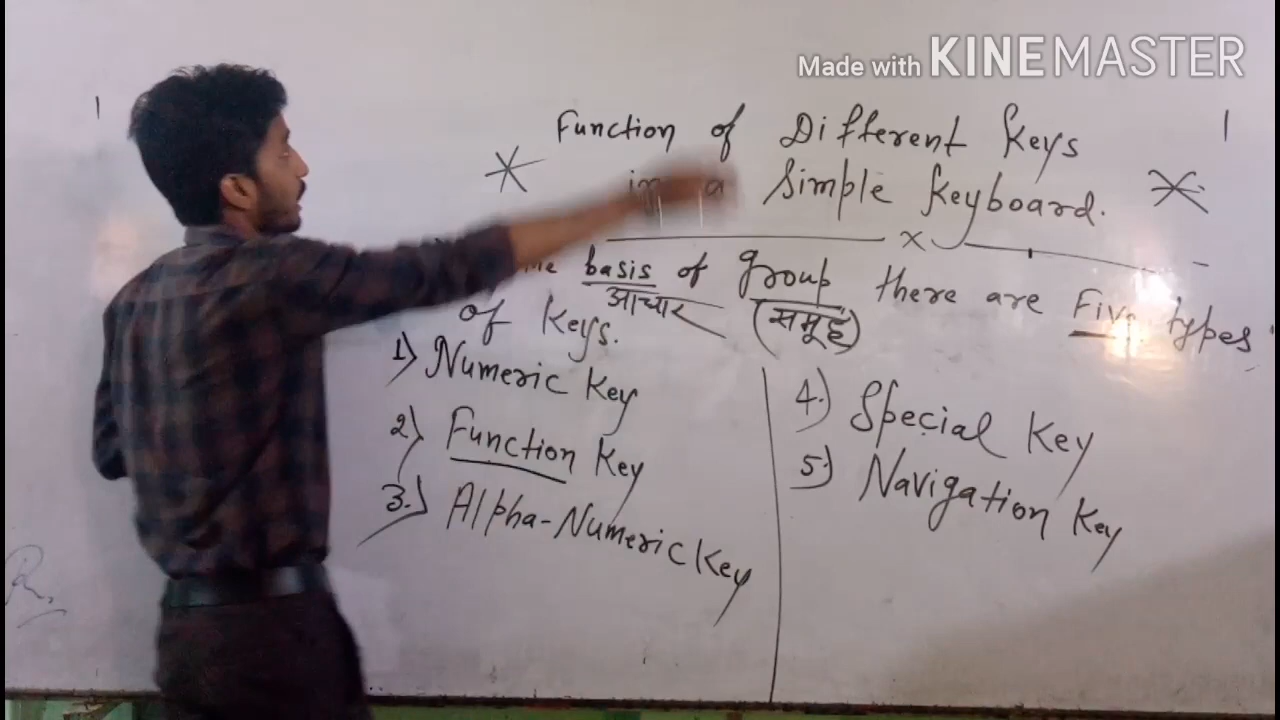 Made with KINEMASTER
Function of Different Keys
in a Simple Keyboard.
basis of group there are Five types
आधार (समूह)
of Keys.
1) Numeric Key
2) Function Key
3.) Alpha-Numeric Key
4.) Special Key
5.) Navigation Key